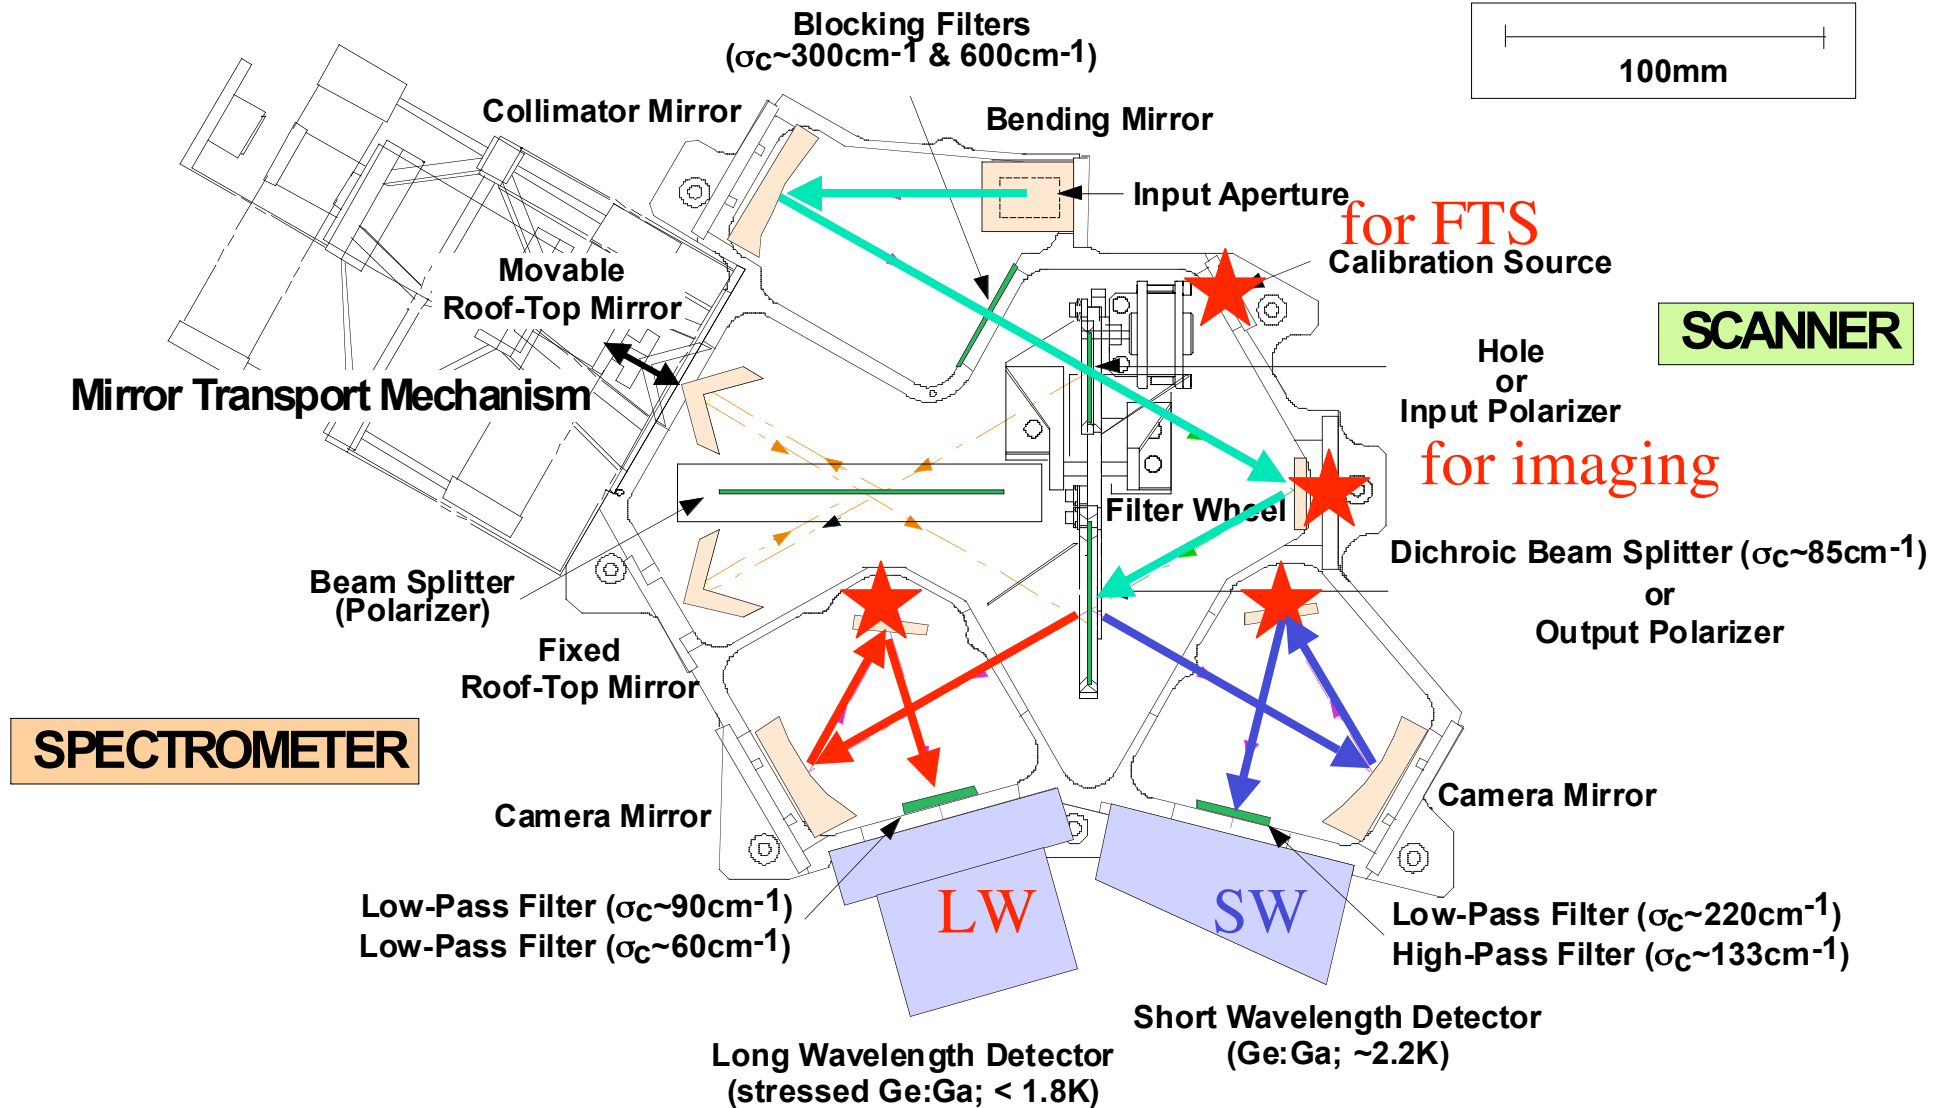 Blocking Filters
(σc~300cm-1 & 600cm-1)
100mm
Collimator Mirror
Bending Mirror
Input Aperture
for FTS
Calibration Source
Movable
Roof-Top Mirror
SCANNER
Hole
or
Input Polarizer
Mirror Transport Mechanism
for imaging
Filter Wheel
Dichroic Beam Splitter (σc~85cm-1)
or
Output Polarizer
Beam Splitter
(Polarizer)
Fixed
Roof-Top Mirror
SPECTROMETER
Camera Mirror
Camera Mirror
LW
SW
Low-Pass Filter (σc~90cm-1)
Low-Pass Filter (σc~60cm-1)
Low-Pass Filter (σc~220cm-1)
High-Pass Filter (σc~133cm-1)
Short Wavelength Detector
(Ge:Ga; ~2.2K)
Long Wavelength Detector
(stressed Ge:Ga; < 1.8K)